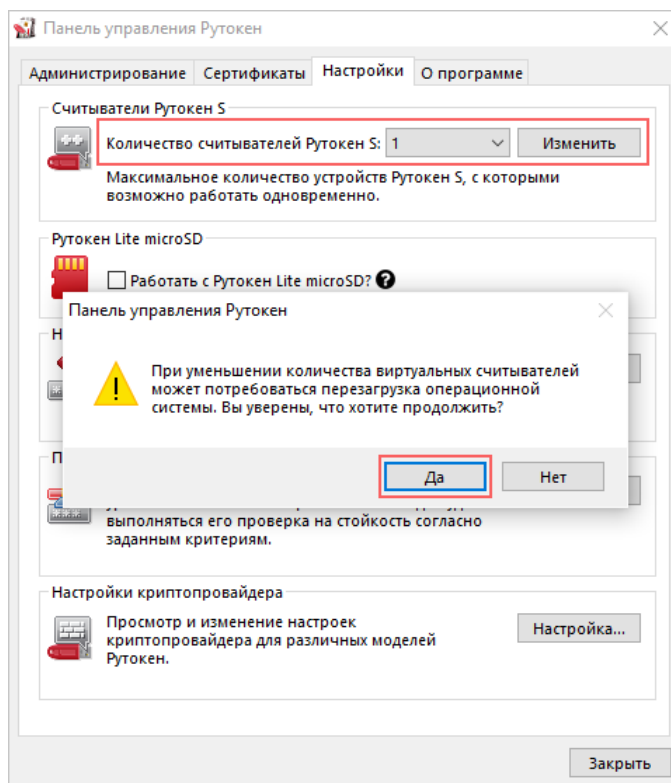 Панель управления Рутокен
Администрирование Сертификаты Настройки О программе
Считыватели Рутокен S
Количество считывателей Рутокен S: 1 Изменить
Максимальное количество устройств Рутокен S, с которыми
возможно работать одновременно.
Рутокен Lite microSD
Работать с Рутокен Lite microSD? ?
Панель управления Рутокен
При уменьшении количества виртуальных считывателей
может потребоваться перезагрузка операционной
системы. Вы уверены, что хотите продолжить?
Да Нет
выполняться его проверка на стойкость согласно
заданным критериям.
Настройки криптопровайдера
Просмотр и изменение настроек
криптопровайдера для различных моделей
Рутокен.
Настройка...
Закрыть